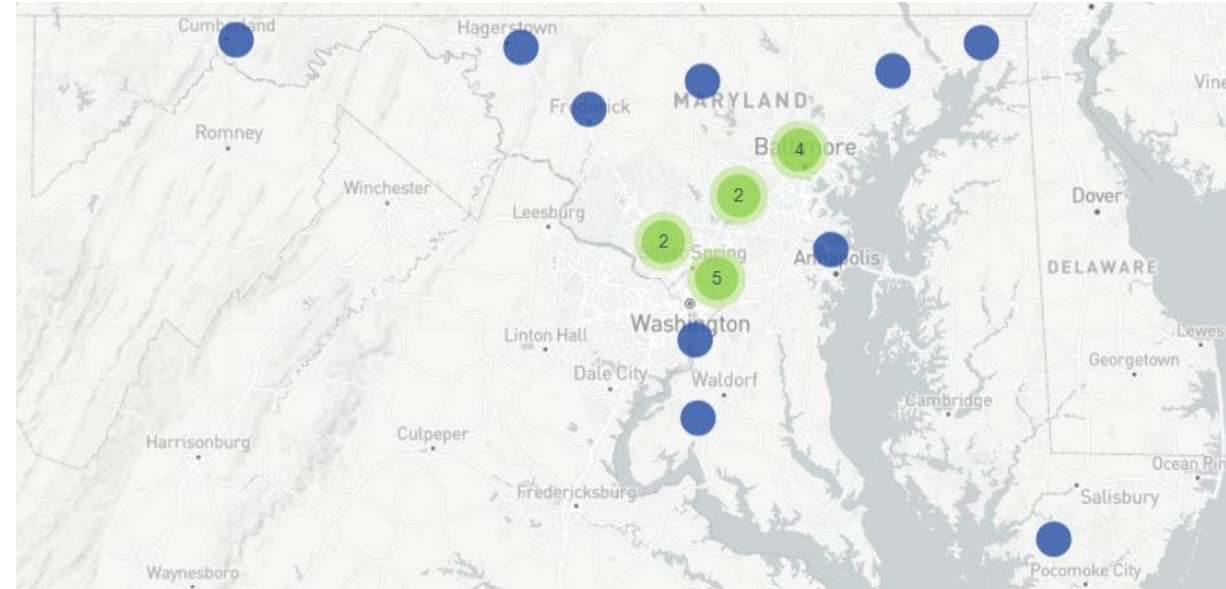 Cumberland
Hagerstown
Vine
Frederick
MARYLAND
Romney
Baltimore
4
Winchester
2
Dover
Leesburg
2
Spring
Annapolis
DELAWARE
5
Washington
Linton Hall
Lewes
Georgetown
Dale City
Waldorf
Cambridge
Culpeper
Harrisonburg
Ocean Pin
Fredericksburg
Salisbury
Waynesboro
Pocomoke City